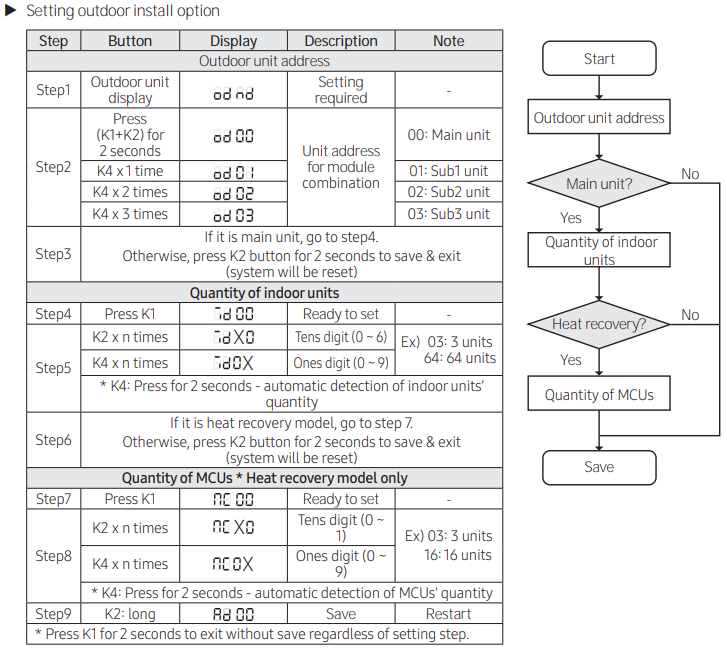 ▶ Setting outdoor install option
Step Button Display Description Note
Outdoor unit address
Step1 Outdoor unit display od nd Setting required -
Step2 Press (K1+K2) for 2 seconds od 00 Unit address for module combination 00: Main unit
K4 x 1 time od 01 01: Sub1 unit
K4 x 2 times od 02 02: Sub2 unit
K4 x 3 times od 03 03: Sub3 unit
Step3 If it is main unit, go to step4.
Otherwise, press K2 button for 2 seconds to save & exit
(system will be reset)
Quantity of indoor units
Step4 Press K1 id 00 Ready to set -
Step5 K2 x n times id X0 Tens digit (0 ~ 6) Ex) 03: 3 units
K4 x n times id 0X Ones digit (0 ~ 9) 64: 64 units
* K4: Press for 2 seconds - automatic detection of indoor units'
quantity
Step6 If it is heat recovery model, go to step 7.
Otherwise, press K2 button for 2 seconds to save & exit
(system will be reset)
Quantity of MCUs * Heat recovery model only
Step7 Press K1 MC 00 Ready to set -
Step8 K2 x n times MC X0 Tens digit (0 ~ 1) Ex) 03: 3 units
K4 x n times MC 0X Ones digit (0 ~ 9) 16: 16 units
* K4: Press for 2 seconds - automatic detection of MCUs' quantity
Step9 K2: long Ad 00 Save Restart
* Press K1 for 2 seconds to exit without save regardless of setting step.
Start
Outdoor unit address
Main unit?
No
Yes
Quantity of indoor
units
Heat recovery?
No
Yes
Quantity of MCUs
Save